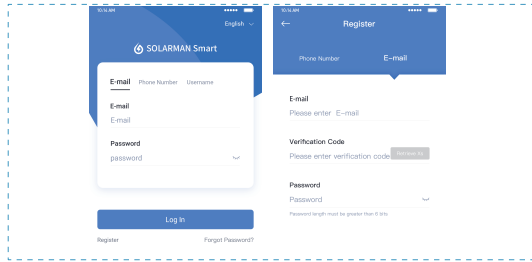 10:14 AM
English
SOLARMAN Smart
E-mail Phone Number Username
E-mail
E-mail
Password
password
Log In
Register Forgot Password?
10:14 AM
Register
Phone Number E-mail
E-mail
Please enter E-mail
Verification Code
Please enter verification code
Password
Password
Password length must be greater than 6 bits